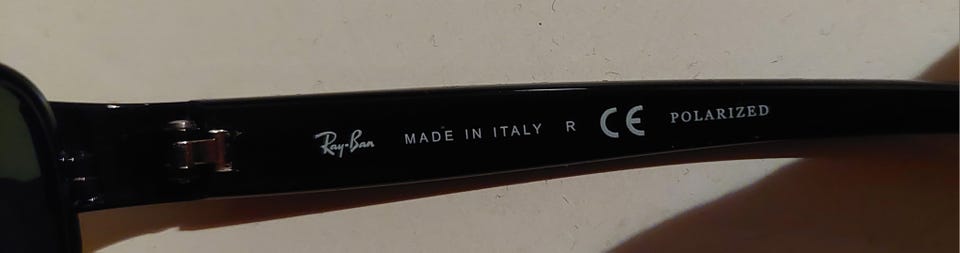 Ray-Ban MADE IN ITALY R CE POLARIZED